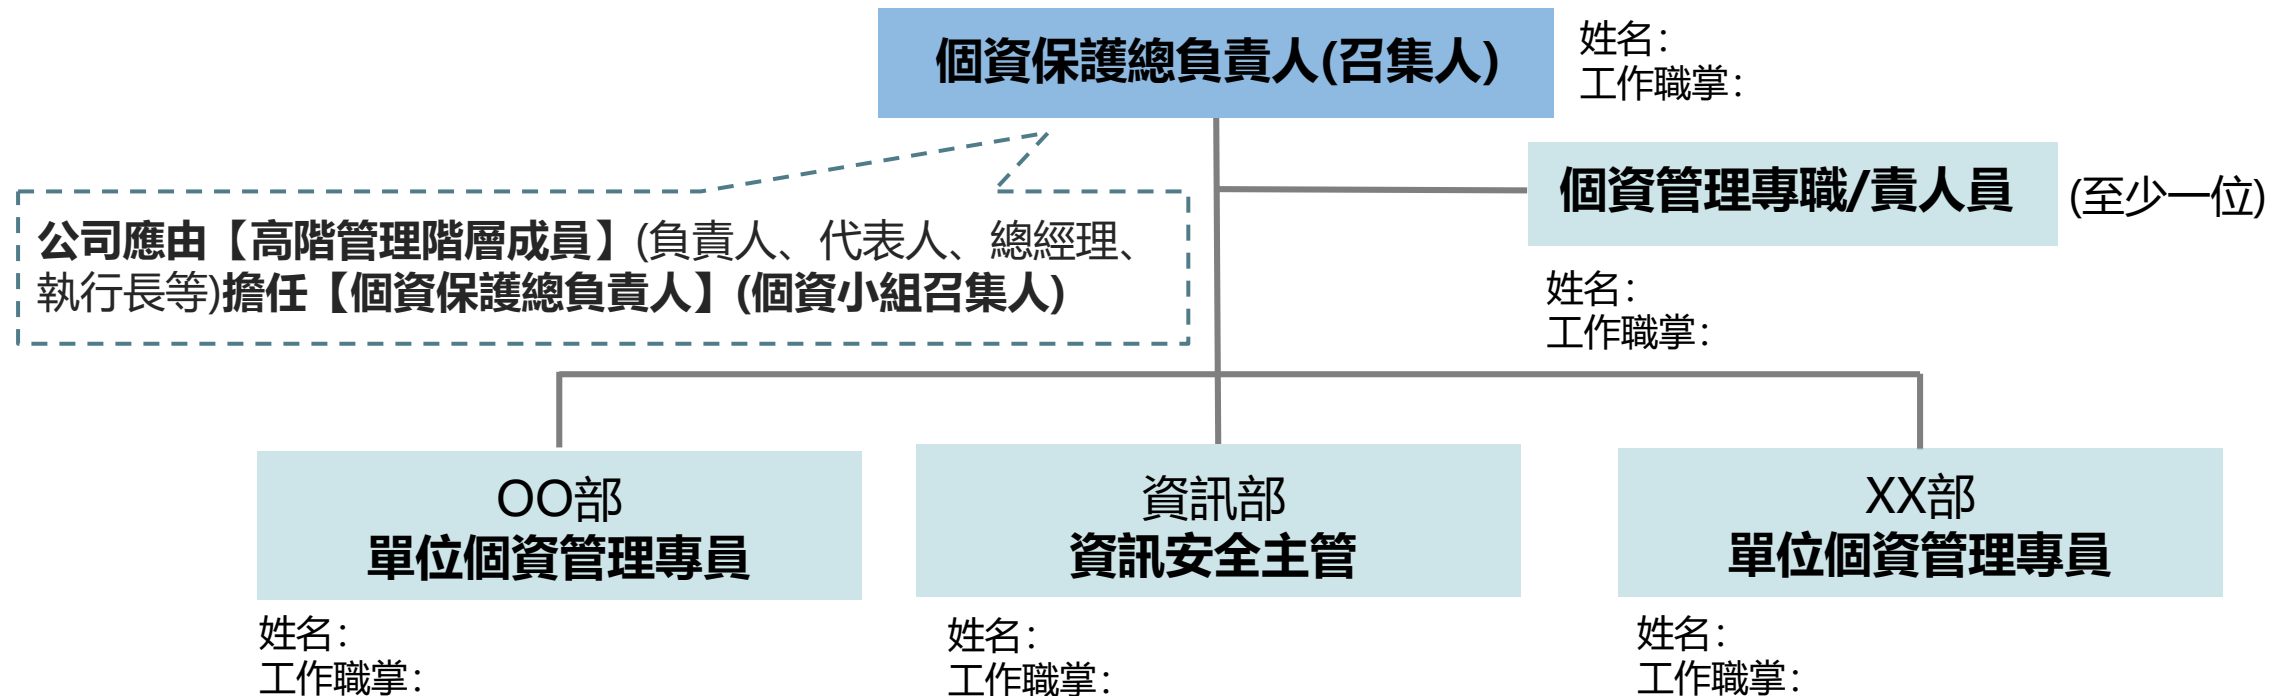 個資保護總負責人(召集人)
姓名：
工作職掌：
個資管理專職/責人員
(至少一位)
姓名：
工作職掌：
公司應由【高階管理階層成員】(負責人、代表人、總經理、
執行長等)擔任【個資保護總負責人】(個資小組召集人)
OO部
單位個資管理專員
姓名：
工作職掌：
資訊部
資訊安全主管
姓名：
工作職掌：
XX部
單位個資管理專員
姓名：
工作職掌：